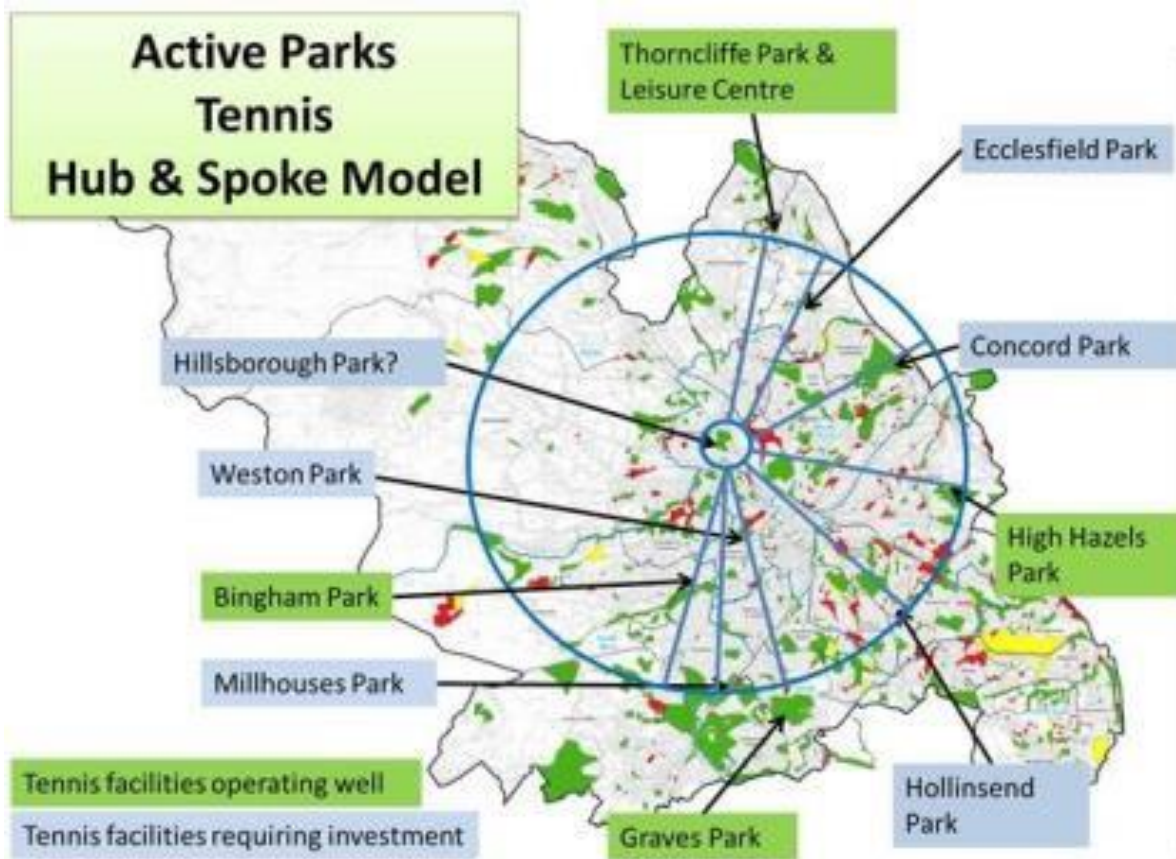 Active Parks
Tennis
Hub & Spoke Model
Thorncliffe Park &
Leisure Centre
Ecclesfield Park
Hillsborough Park?
Concord Park
Weston Park
High Hazels
Park
Bingham Park
Millhouses Park
Hollinsend
Park
Graves Park
Tennis facilities operating well
Tennis facilities requiring investment